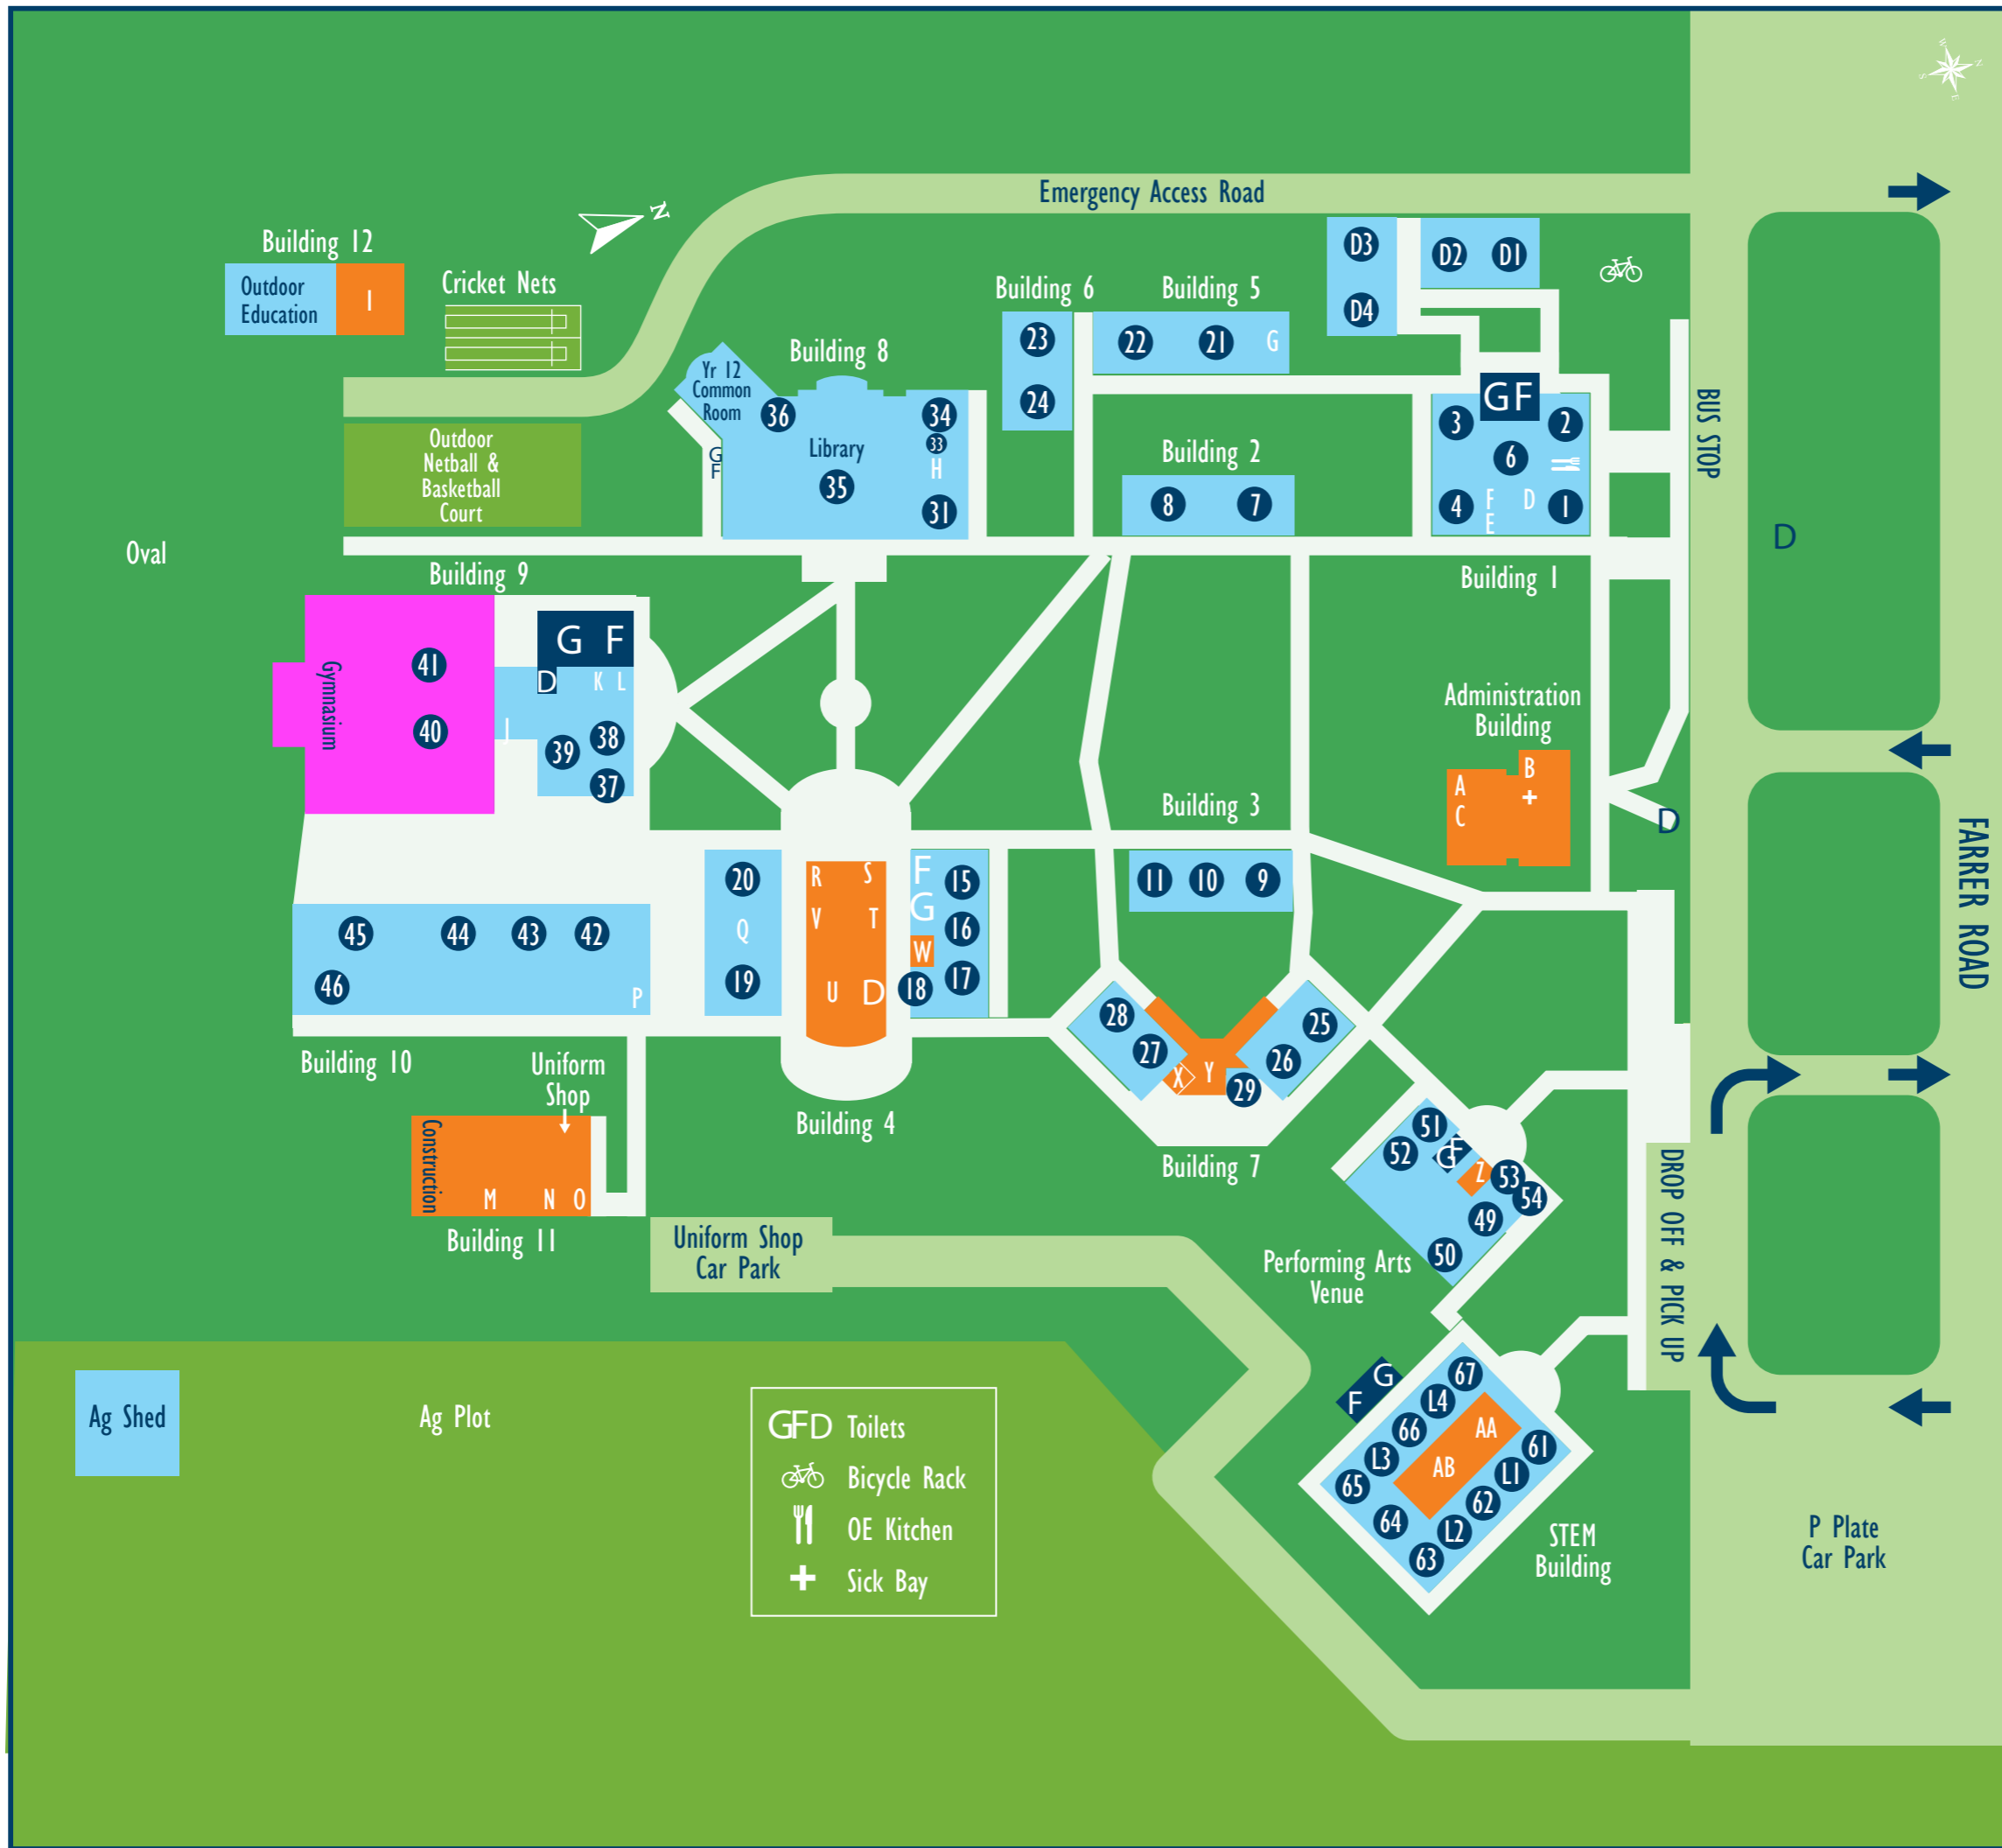 Emergency Access Road
N
Building 12
Outdoor
Education
I
Cricket Nets
Building 6
Building 5
D3
D2
D1
D4
23
22
21
G
24
Building 8
Yr 12
Common
Room
36
34
33
Library
H
35
31
G
F
Building 2
8
7
GF
3
2
6
4
F
E
D
1
Building 1
BUS STOP
D
Outdoor
Netball &
Basketball
Court
Oval
Building 9
Gymnasium
41
40
G F
D
K L
J
39
38
37
Administration
Building
A
C
B
D
FARRER ROAD
Building 3
11
10
9
20
Q
19
R
S
V
T
U
D
F
G
W
15
16
17
18
Building 4
45
44
43
42
46
P
Building 10
Uniform
Shop
Construction
M
N
O
Building 11
28
27
X
Y
29
26
25
Building 7
51
52
G
F
Z
53
54
49
50
Performing Arts
Venue
DROP OFF & PICK UP
Uniform Shop
Car Park
G
F
67
L4
66
L3
65
64
63
L2
62
L1
61
AA
AB
STEM
Building
P Plate
Car Park
Ag Shed
Ag Plot
GFD Toilets
Bicycle Rack
OE Kitchen
Sick Bay